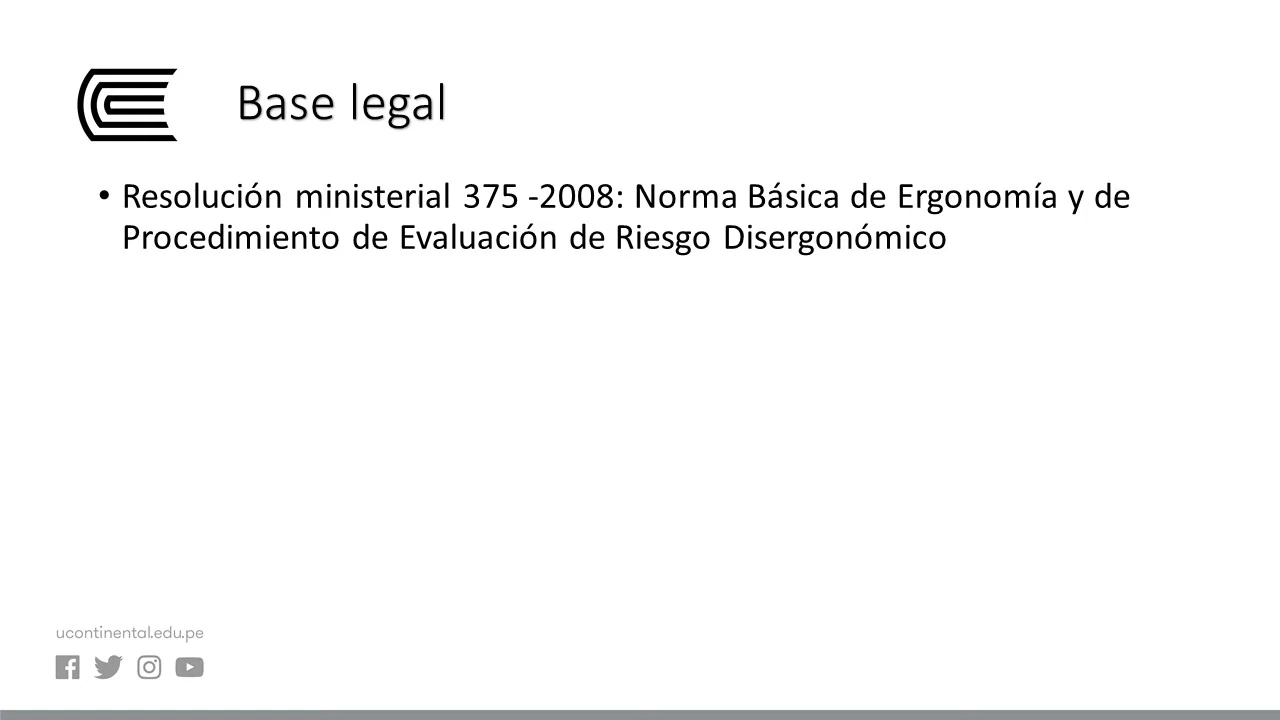 Base legal
• Resolución ministerial 375 -2008: Norma Básica de Ergonomía y de
Procedimiento de Evaluación de Riesgo Disergonómico
ucontinental.edu.pe